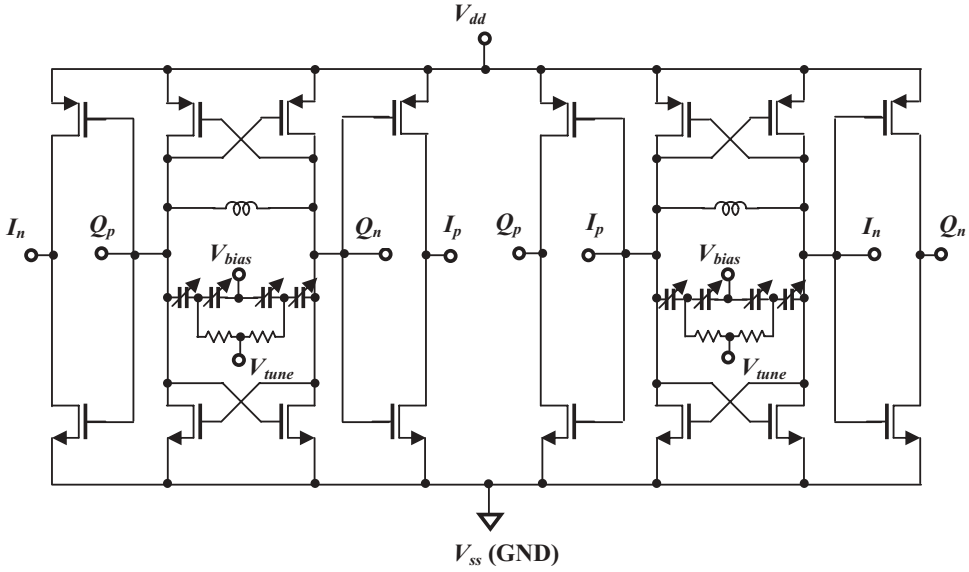 V_dd
I_n
Q_p
Q_n
I_p
Q_p
I_p
I_n
Q_n
V_bias
V_bias
V_tune
V_tune
V_ss (GND)